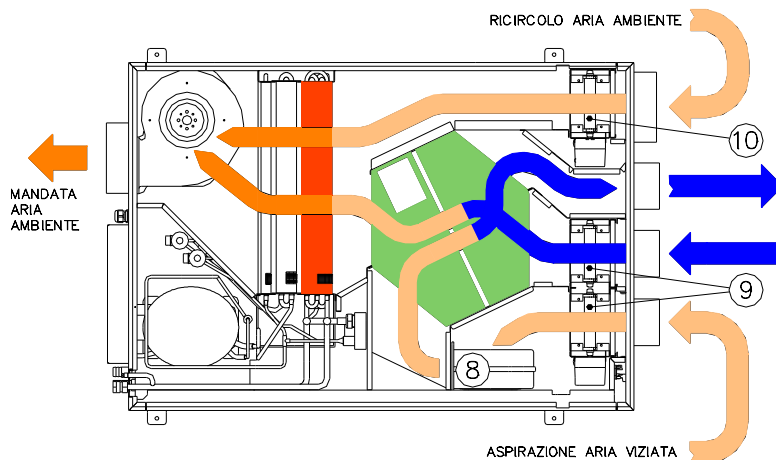 RICIRCOLO ARIA AMBIENTE
10
MANDATA
ARIA
AMBIENTE
9
8
ASPIRAZIONE ARIA VIZIATA